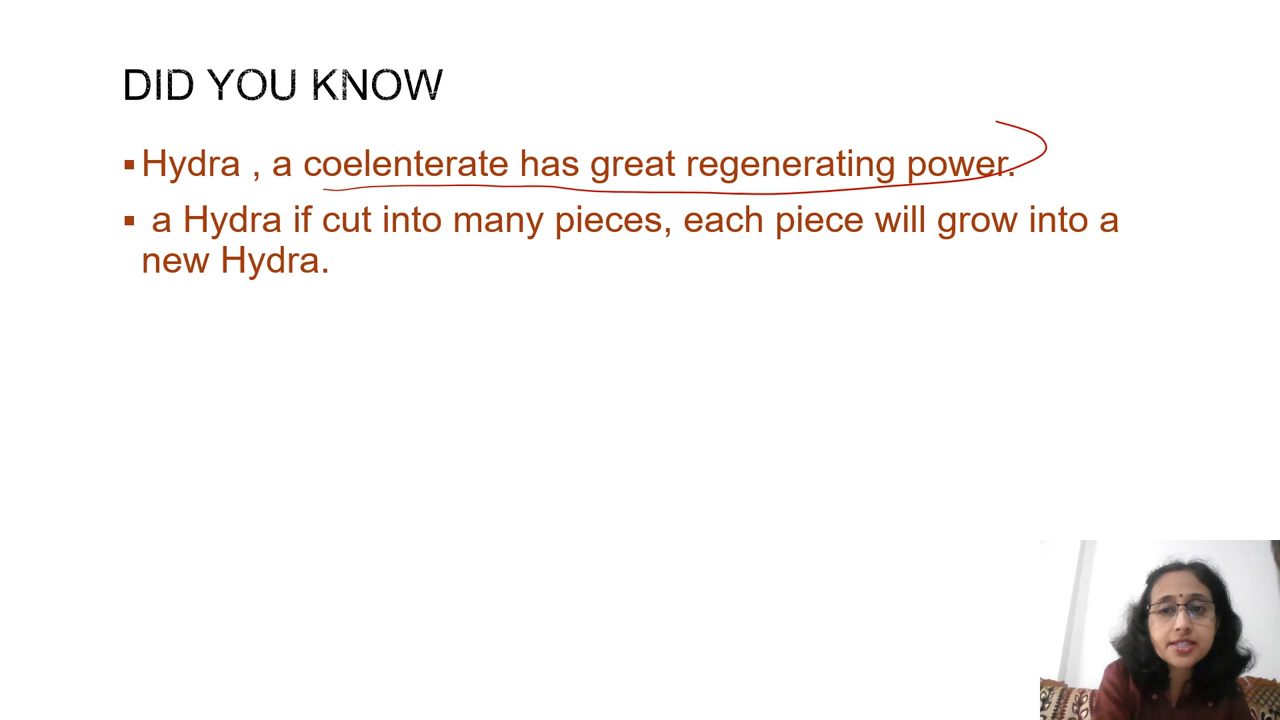 DID YOU KNOW
▪ Hydra , a coelenterate has great regenerating power.
▪ a Hydra if cut into many pieces, each piece will grow into a
new Hydra.